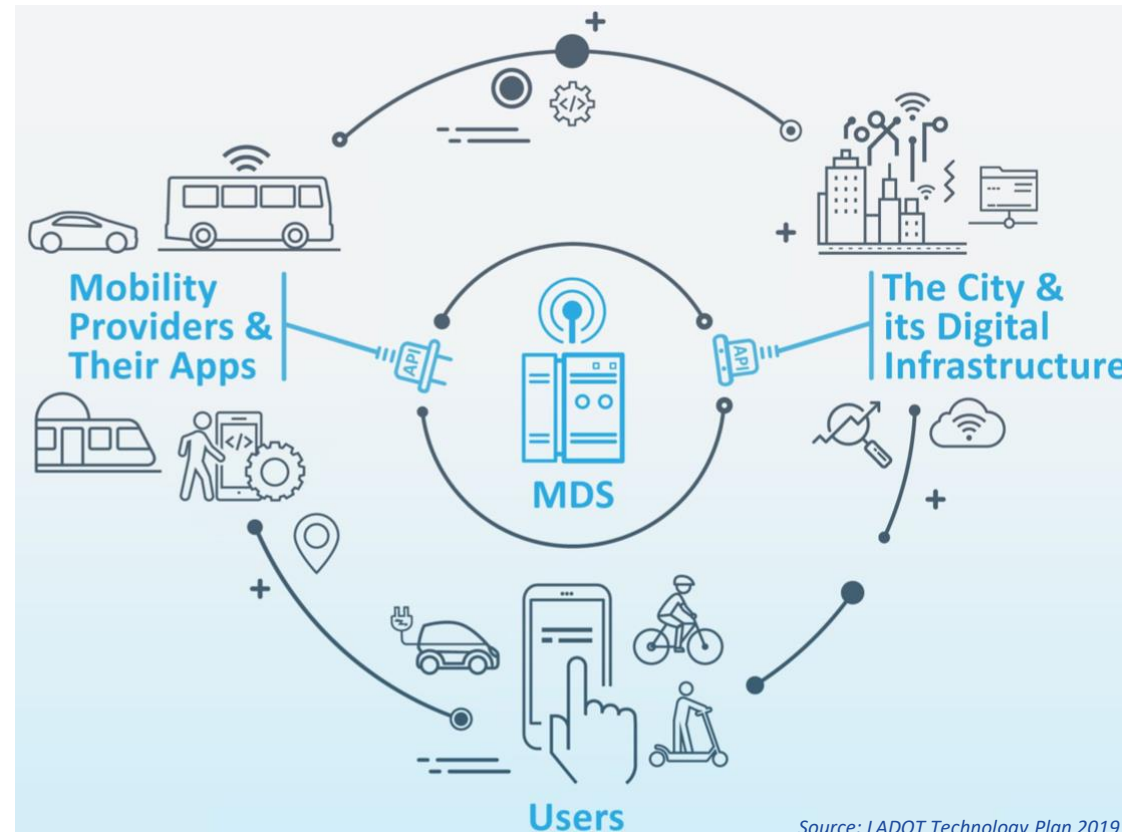 </>
Mobility
Providers &
Their Apps
The City &
its Digital
Infrastructure
API
API
MDS
</>
Users
Source: LADOT Technology Plan 2019